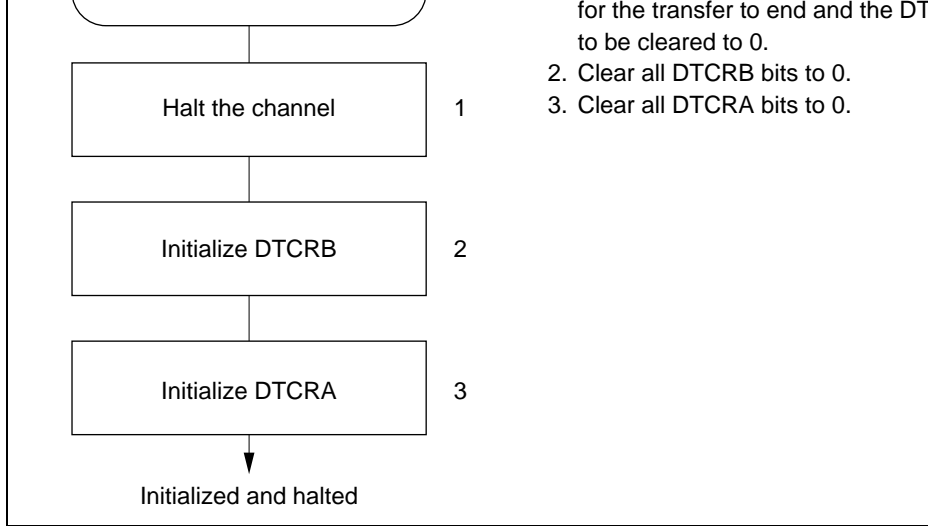 for the transfer to end and the
to be cleared to 0.
2. Clear all DTCRB bits to 0.
3. Clear all DTCRA bits to 0.
Halt the channel 1
Initialize DTCRB 2
Initialize DTCRA 3
Initialized and halted